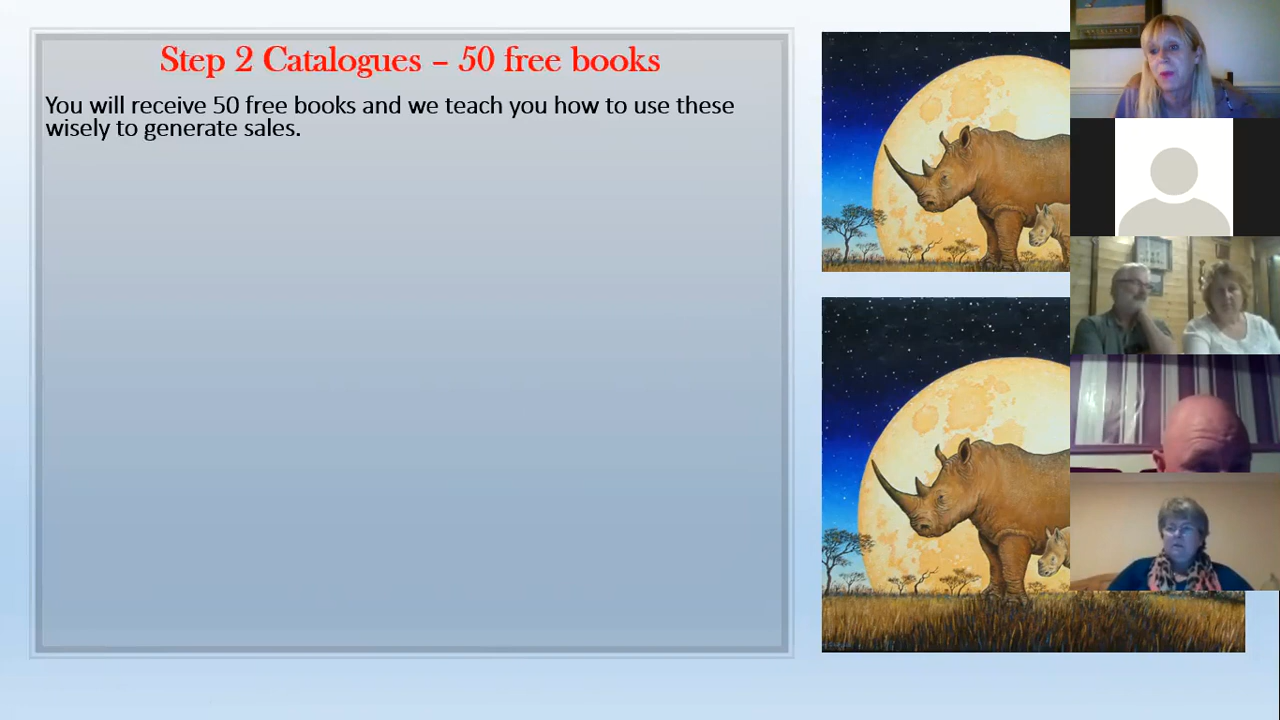 Step 2 Catalogues – 50 free books
You will receive 50 free books and we teach you how to use these
wisely to generate sales.